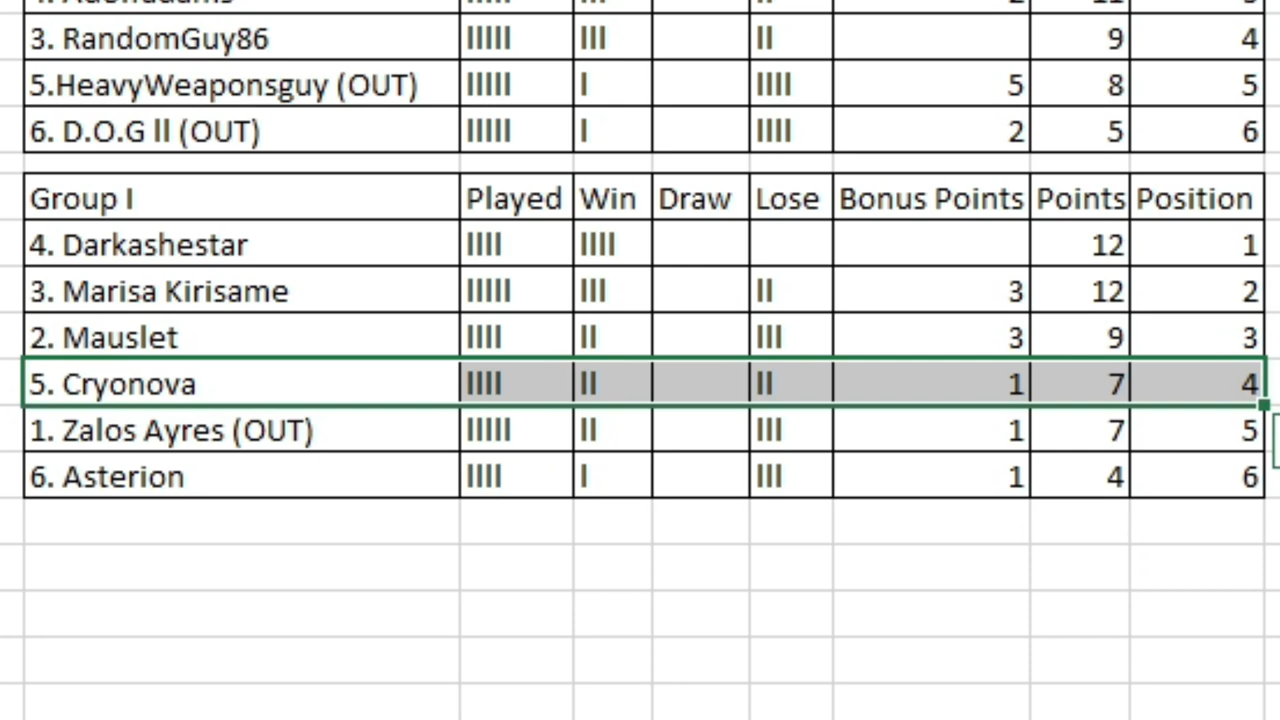 3. RandomGuy86 IIIII III II 9 4
5.HeavyWeaponsguy (OUT) IIIII I IIII 5 8 5
6. D.O.G II (OUT) IIIII I IIII 2 5 6
Group I Played Win Draw Lose Bonus Points Points Position
4. Darkashestar IIII IIII 12 1
3. Marisa Kirisame IIIII III II 3 12 2
2. Mauslet IIII II III 3 9 3
5. Cryonova IIII II II 1 7 4
1. Zalos Ayres (OUT) IIIII II III 1 7 5
6. Asterion IIII I III 1 4 6